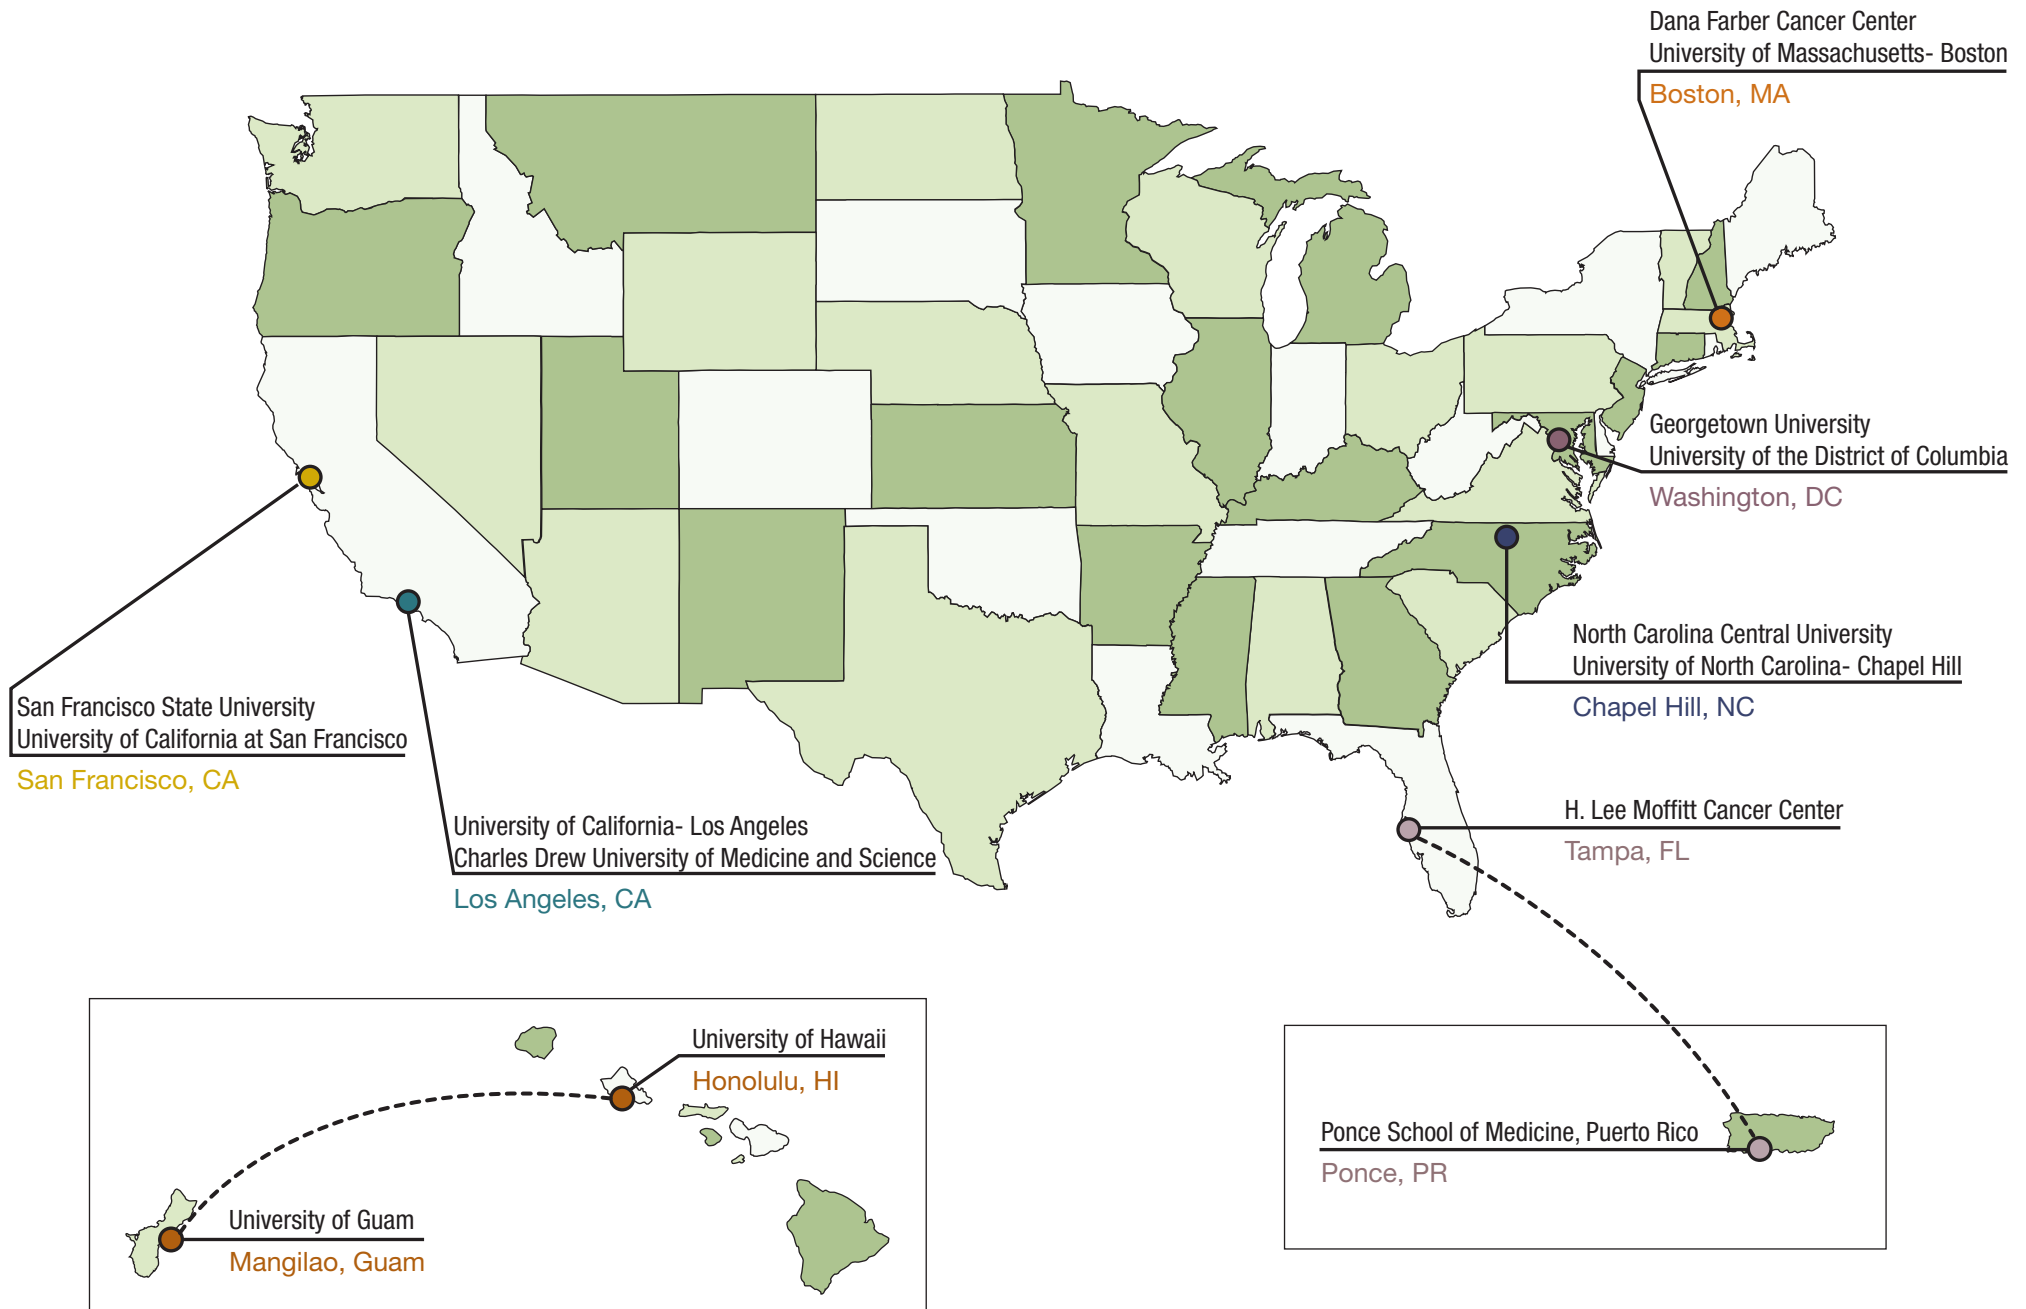 Dana Farber Cancer Center
University of Massachusetts- Boston
Boston, MA
Georgetown University
University of the District of Columbia
Washington, DC
North Carolina Central University
University of North Carolina- Chapel Hill
Chapel Hill, NC
San Francisco State University
University of California at San Francisco
San Francisco, CA
H. Lee Moffitt Cancer Center
Tampa, FL
University of California- Los Angeles
Charles Drew University of Medicine and Science
Los Angeles, CA
University of Hawaii
Honolulu, HI
Ponce School of Medicine, Puerto Rico
Ponce, PR
University of Guam
Mangilao, Guam